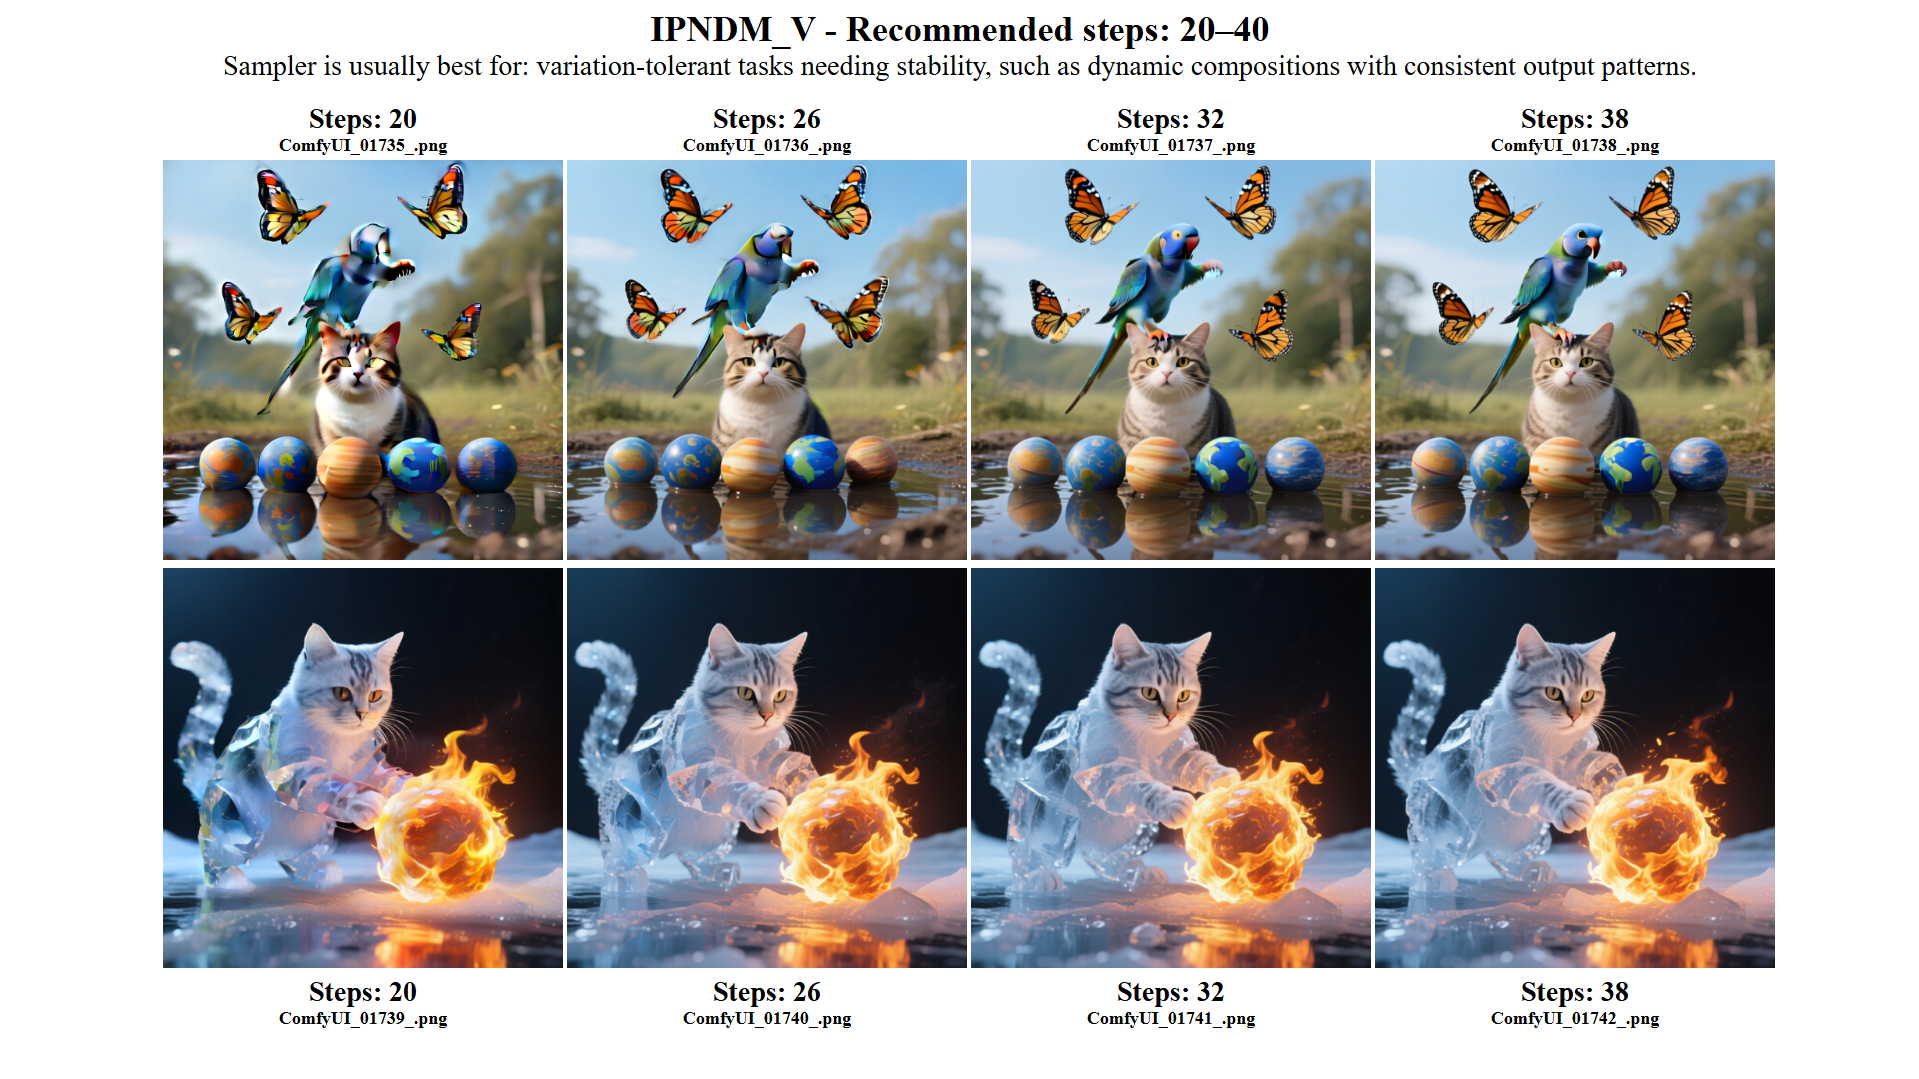 IPNDM_V - Recommended steps: 20–40
Sampler is usually best for: variation-tolerant tasks needing stability, such as dynamic compositions with consistent output patterns.
Steps: 20
ComfyUI_01735_.png
Steps: 26
ComfyUI_01736_.png
Steps: 32
ComfyUI_01737_.png
Steps: 38
ComfyUI_01738_.png
Steps: 20
ComfyUI_01739_.png
Steps: 26
ComfyUI_01740_.png
Steps: 32
ComfyUI_01741_.png
Steps: 38
ComfyUI_01742_.png